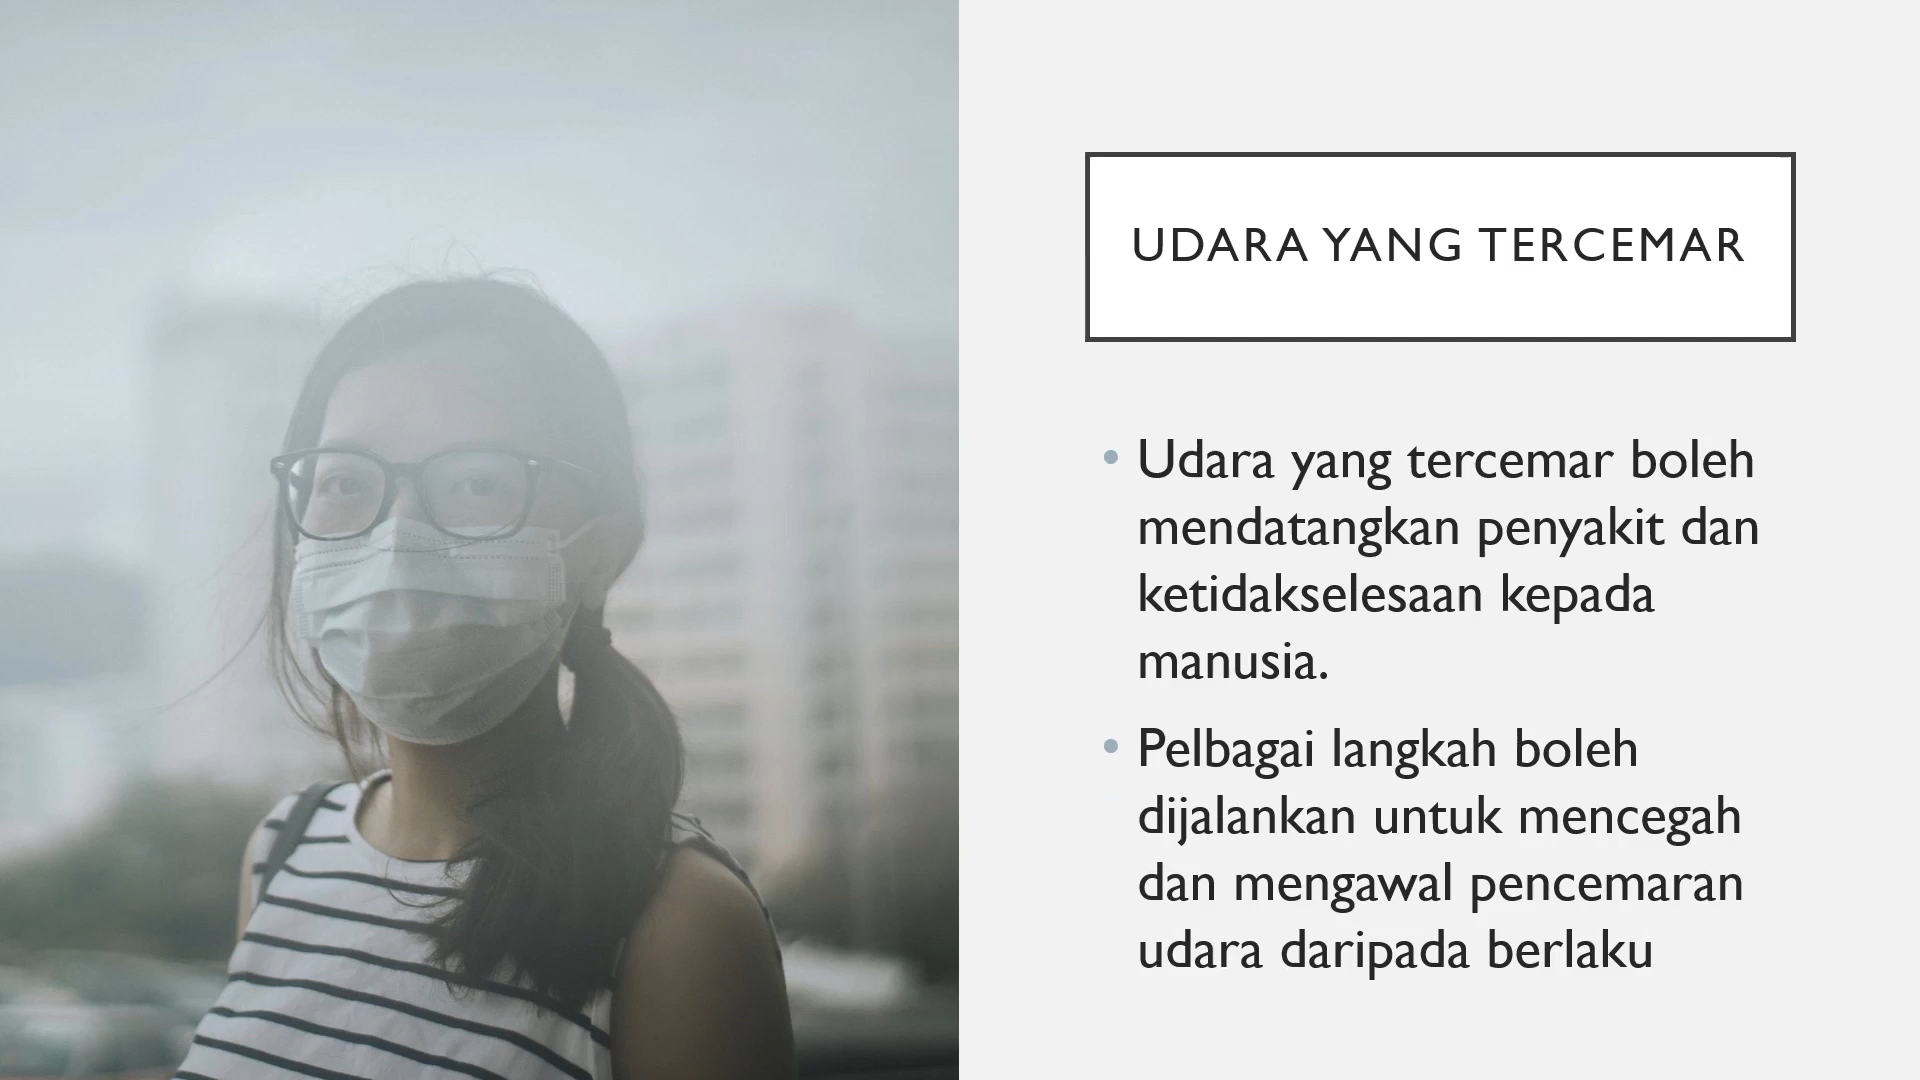 UDARA YANG TERCEMAR
• Udara yang tercemar boleh
mendatangkan penyakit dan
ketidakselesaan kepada
manusia.
• Pelbagai langkah boleh
dijalankan untuk mencegah
dan mengawal pencemaran
udara daripada berlaku